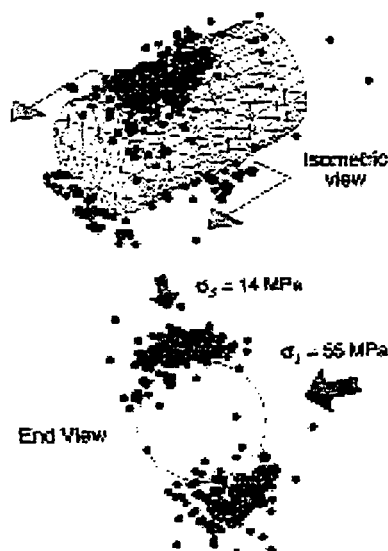 Isometric
view
σ3 = 14 MPa
σ1 = 55 MPa
End View